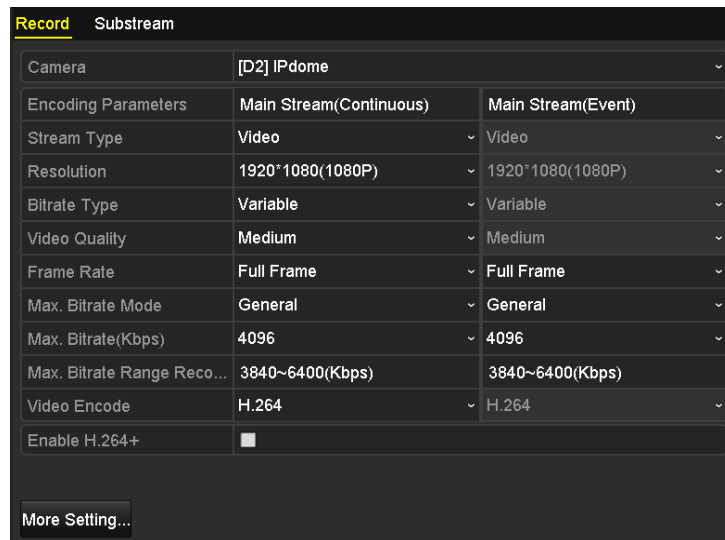 Record Substream
Camera [D2] IPdome
Encoding Parameters Main Stream(Continuous) Main Stream(Event)
Stream Type Video Video
Resolution 1920*1080(1080P) 1920*1080(1080P)
Bitrate Type Variable Variable
Video Quality Medium Medium
Frame Rate Full Frame Full Frame
Max. Bitrate Mode General General
Max. Bitrate(Kbps) 4096 4096
Max. Bitrate Range Reco... 3840~6400(Kbps) 3840~6400(Kbps)
Video Encode H.264 H.264
Enable H.264+
More Setting...